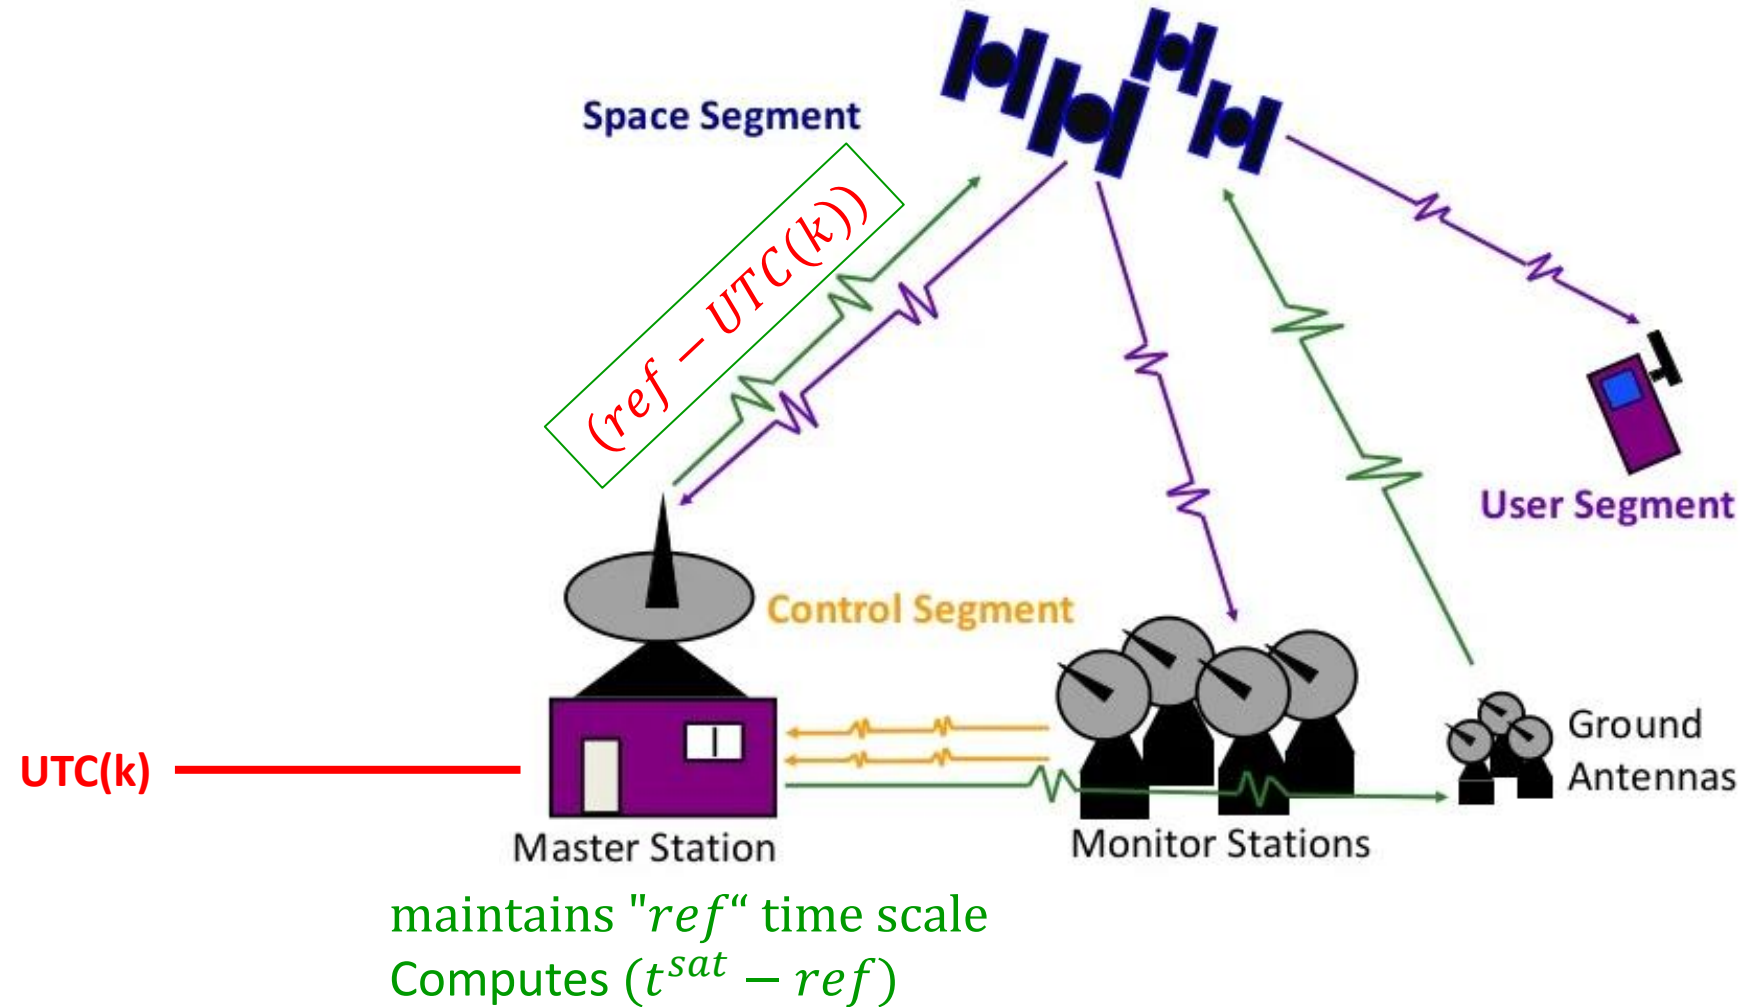 Space Segment
(ref − UTC(k))
User Segment
Control Segment
Ground
Antennas
UTC(k)
Master Station
Monitor Stations
maintains "ref“ time scale
Computes (t^sat − ref)